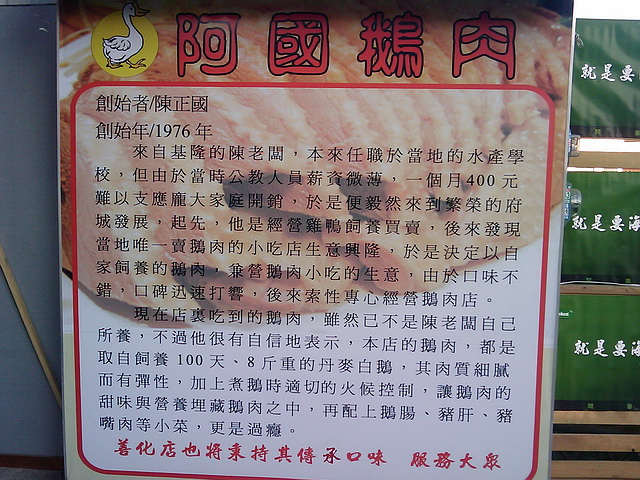 阿國鵝肉
創始者/陳正國
創始年/1976 年
來自基隆的陳老闆，本來任職於當地的水產學
校，但由於當時公教人員薪資微薄，一個月400 元
難以支應龐大家庭開銷，於是便毅然來到繁榮的府
城發展，起先，他是經營雞鴨飼養買賣，後來發現
當地唯一賣鵝肉的小吃店生意興隆，於是決定以自
家飼養的鵝肉，兼營鵝肉小吃的生意，由於口味不
錯，口碑迅速打響，後來索性專心經營鵝肉店。
現在店裏吃到的鵝肉，雖然已不是陳老闆自己
所養，不過他很有自信地表示，本店的鵝肉，都是
取自飼養 100 天、8 斤重的丹麥白鵝，其肉質細膩
而有彈性，加上煮鵝時適切的火候控制，讓鵝肉的
甜味與營養埋藏鵝肉之中，再配上鵝腸、豬肝、豬
嘴肉等小菜，更是過癮。
善化店也將秉持其傳承口味 服務大眾
就是要
就是要海
就是要海